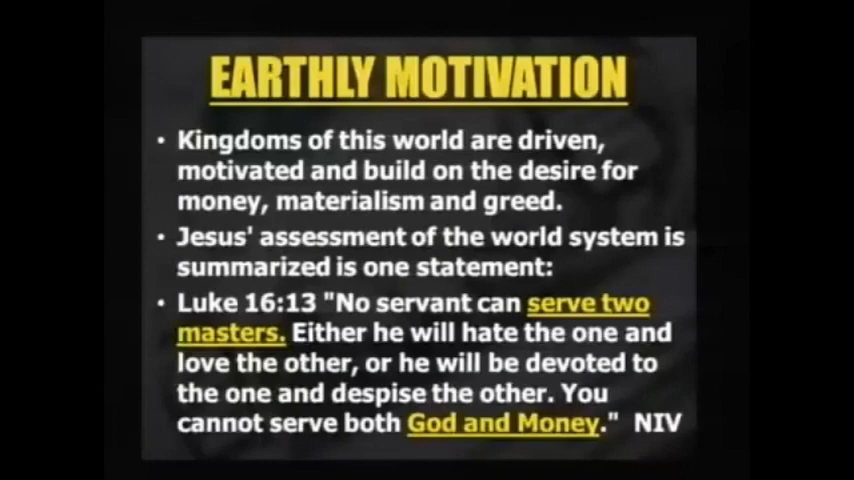 EARTHLY MOTIVATION
• Kingdoms of this world are driven,
motivated and build on the desire for
money, materialism and greed.
• Jesus' assessment of the world system is
summarized is one statement:
• Luke 16:13 "No servant can serve two
masters. Either he will hate the one and
love the other, or he will be devoted to
the one and despise the other. You
cannot serve both God and Money." NIV